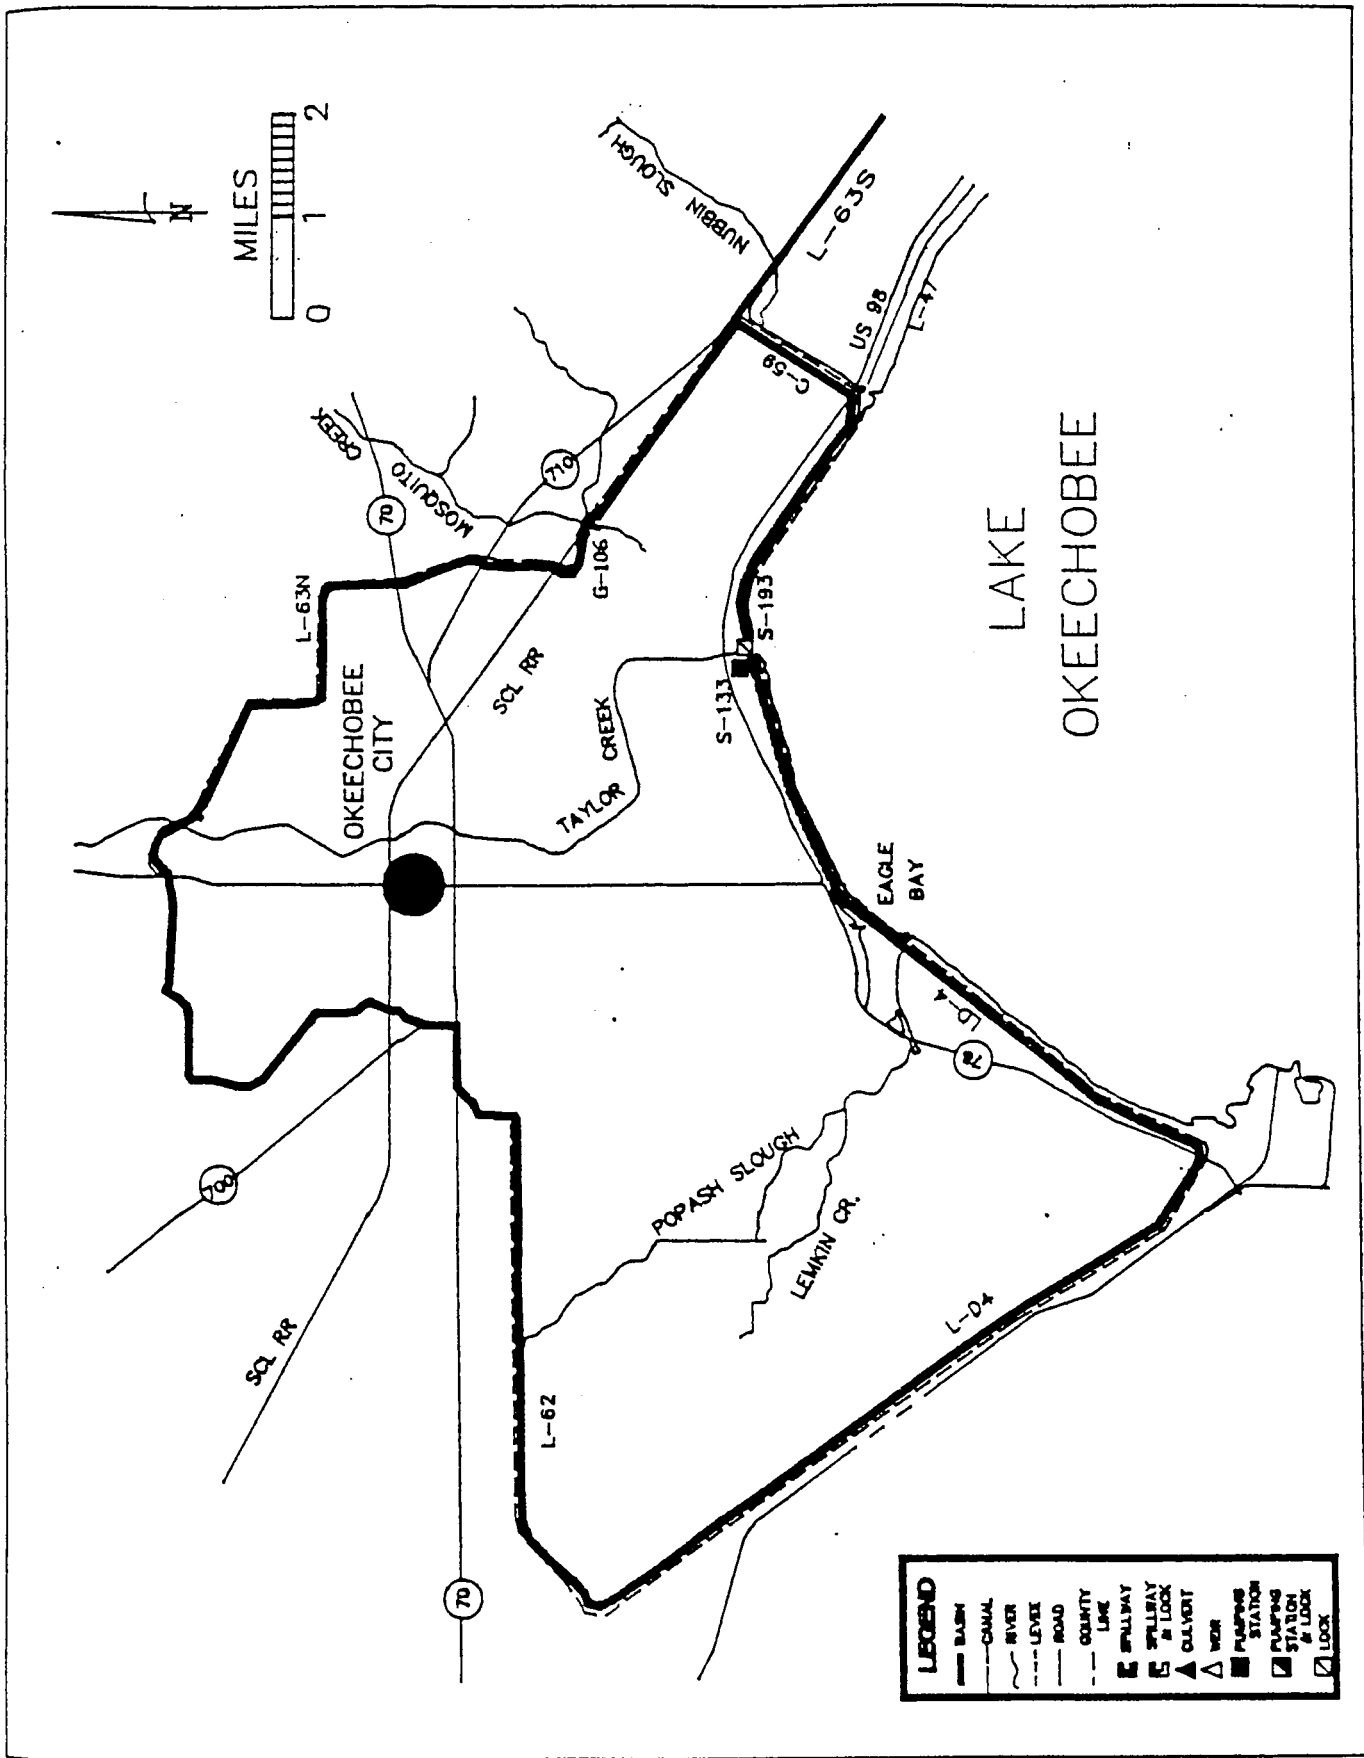 MILES
0 1 2
N
NUBBIN SLOUGH
L-63S
US 98
L-47
C-59
MOSQUITO CREEK
70
710
G-106
L-63N
OKEECHOBEE
CITY
SCL RR
S-193
S-133
TAYLOR CREEK
LAKE
OKEECHOBEE
EAGLE
BAY
LD-4
78
700
SCL RR
POPASH SLOUGH
LEMKIN CR.
L-D4
L-62
70
LEGEND
BASIN
CANAL
RIVER
LEVEE
ROAD
COUNTY
LINE
SPILLWAY
SPILLWAY
& LOCK
CULVERT
WEIR
PUMPING
STATION
PUMPING
STATION
& LOCK
LOCK